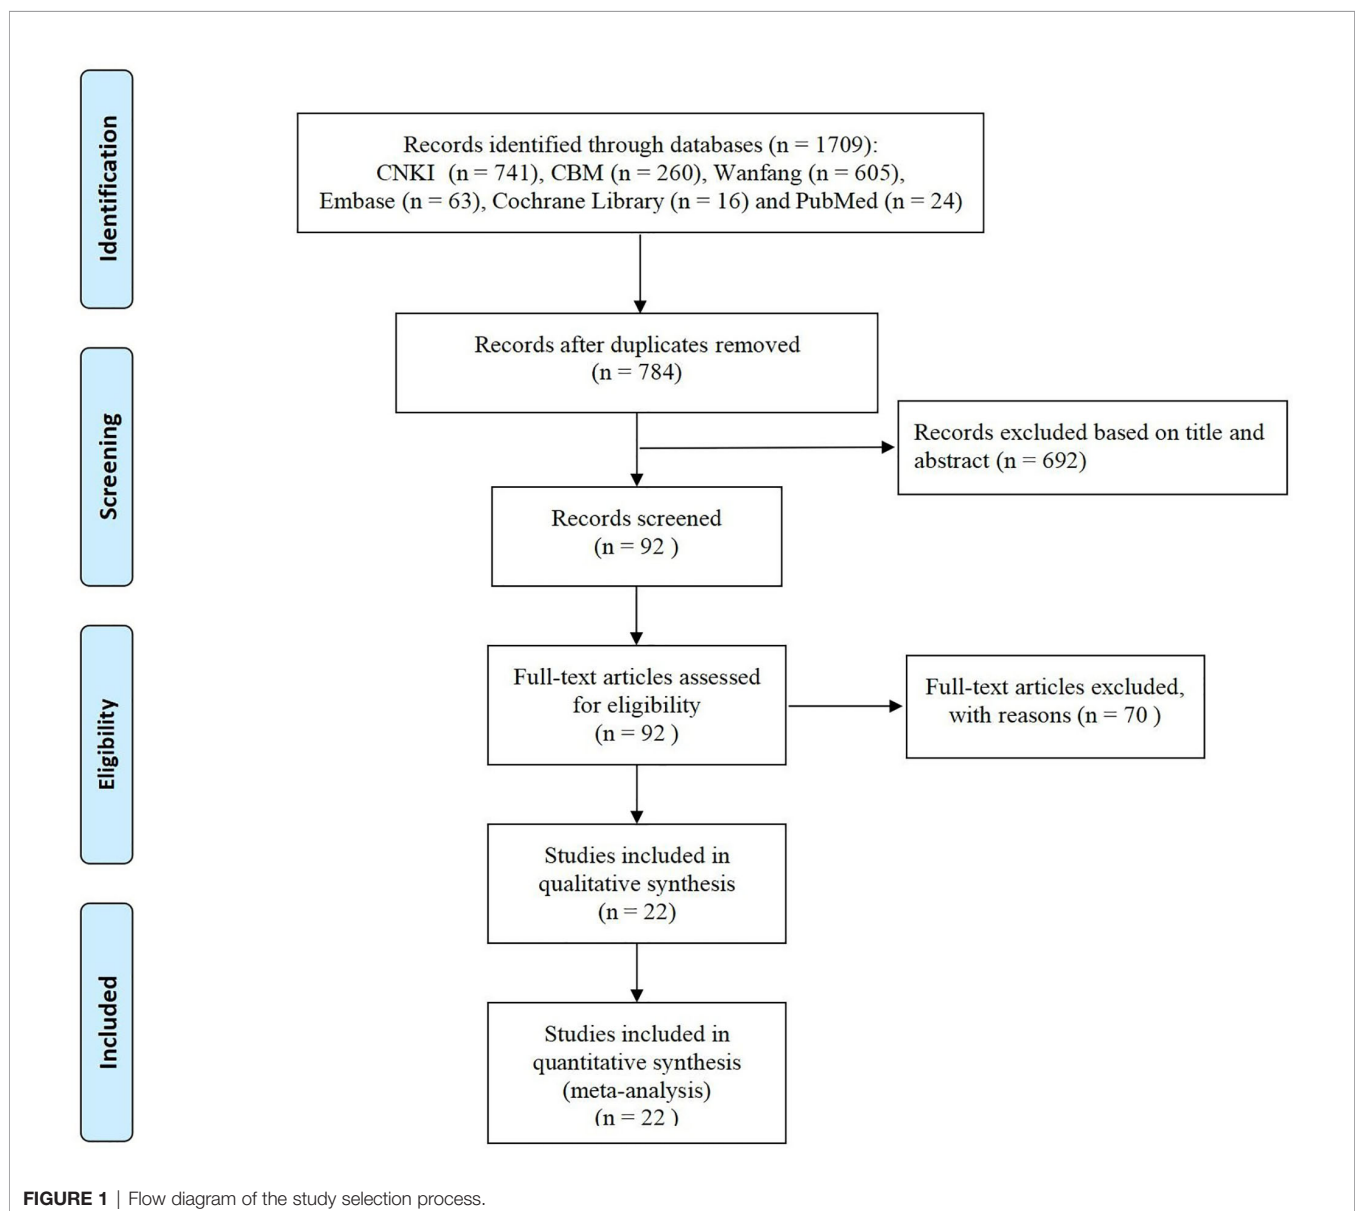 Identification
Records identified through databases (n = 1709):
CNKI (n = 741), CBM (n = 260), Wanfang (n = 605),
Embase (n = 63), Cochrane Library (n = 16) and PubMed (n = 24)
Records after duplicates removed
(n = 784)
Screening
Records excluded based on title and
abstract (n = 692)
Records screened
(n = 92 )
Eligibility
Full-text articles assessed
for eligibility
(n = 92 )
Full-text articles excluded,
with reasons (n = 70 )
Studies included in
qualitative synthesis
(n = 22)
Included
Studies included in
quantitative synthesis
(meta-analysis)
(n = 22 )
FIGURE 1 | Flow diagram of the study selection process.